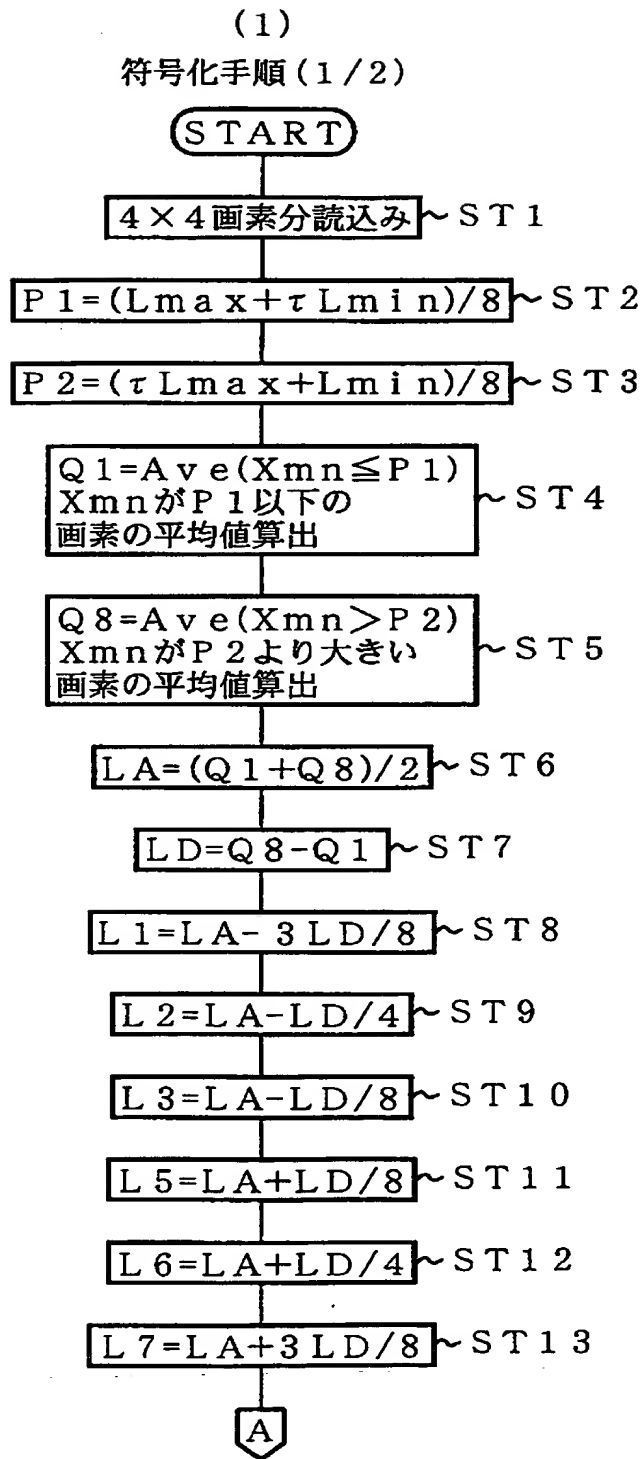 (1)
符号化手順(1/2)
START
4×4画素分読込み ~ST1
P1=(Lmax+τLmin)/8 ~ST2
P2=(τLmax+Lmin)/8 ~ST3
Q1=Ave(Xmn≦P1)
XmnがP1以下の ~ST4
画素の平均値算出
Q8=Ave(Xmn>P2)
XmnがP2より大きい ~ST5
画素の平均値算出
LA=(Q1+Q8)/2 ~ST6
LD=Q8-Q1 ~ST7
L1=LA-3LD/8 ~ST8
L2=LA-LD/4 ~ST9
L3=LA-LD/8 ~ST10
L5=LA+LD/8 ~ST11
L6=LA+LD/4 ~ST12
L7=LA+3LD/8 ~ST13
A